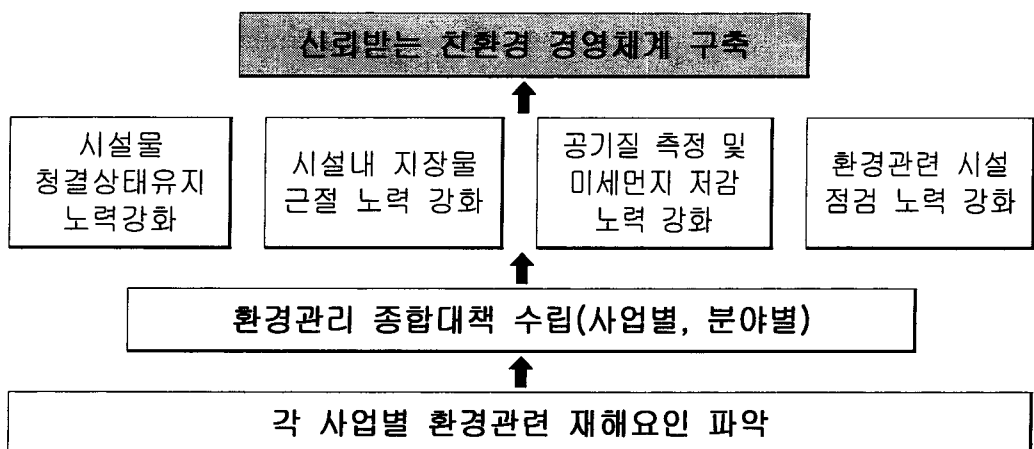 신뢰받는 친환경 경영체계 구축
시설물
청결상태유지
노력강화
시설내 지장물
근절 노력 강화
공기질 측정 및
미세먼지 저감
노력 강화
환경관련 시설
점검 노력 강화
환경관리 종합대책 수립(사업별, 분야별)
각 사업별 환경관련 재해요인 파악